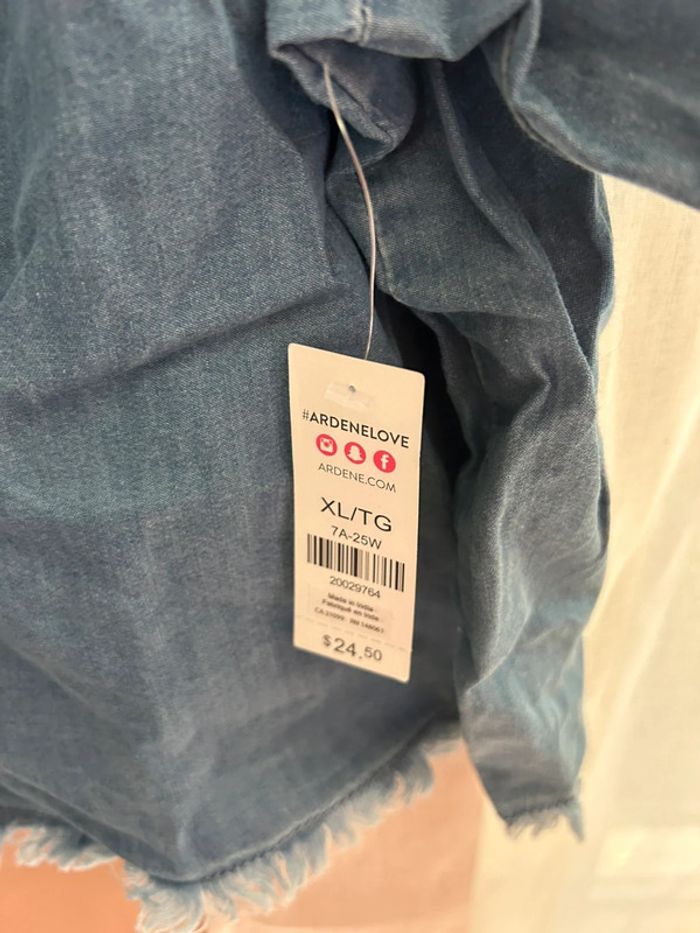 #ARDENELOVE
ARDENE.COM
XL/TG
7A-25W
20029764
Made in India
Fabriqué en Inde
$24.50